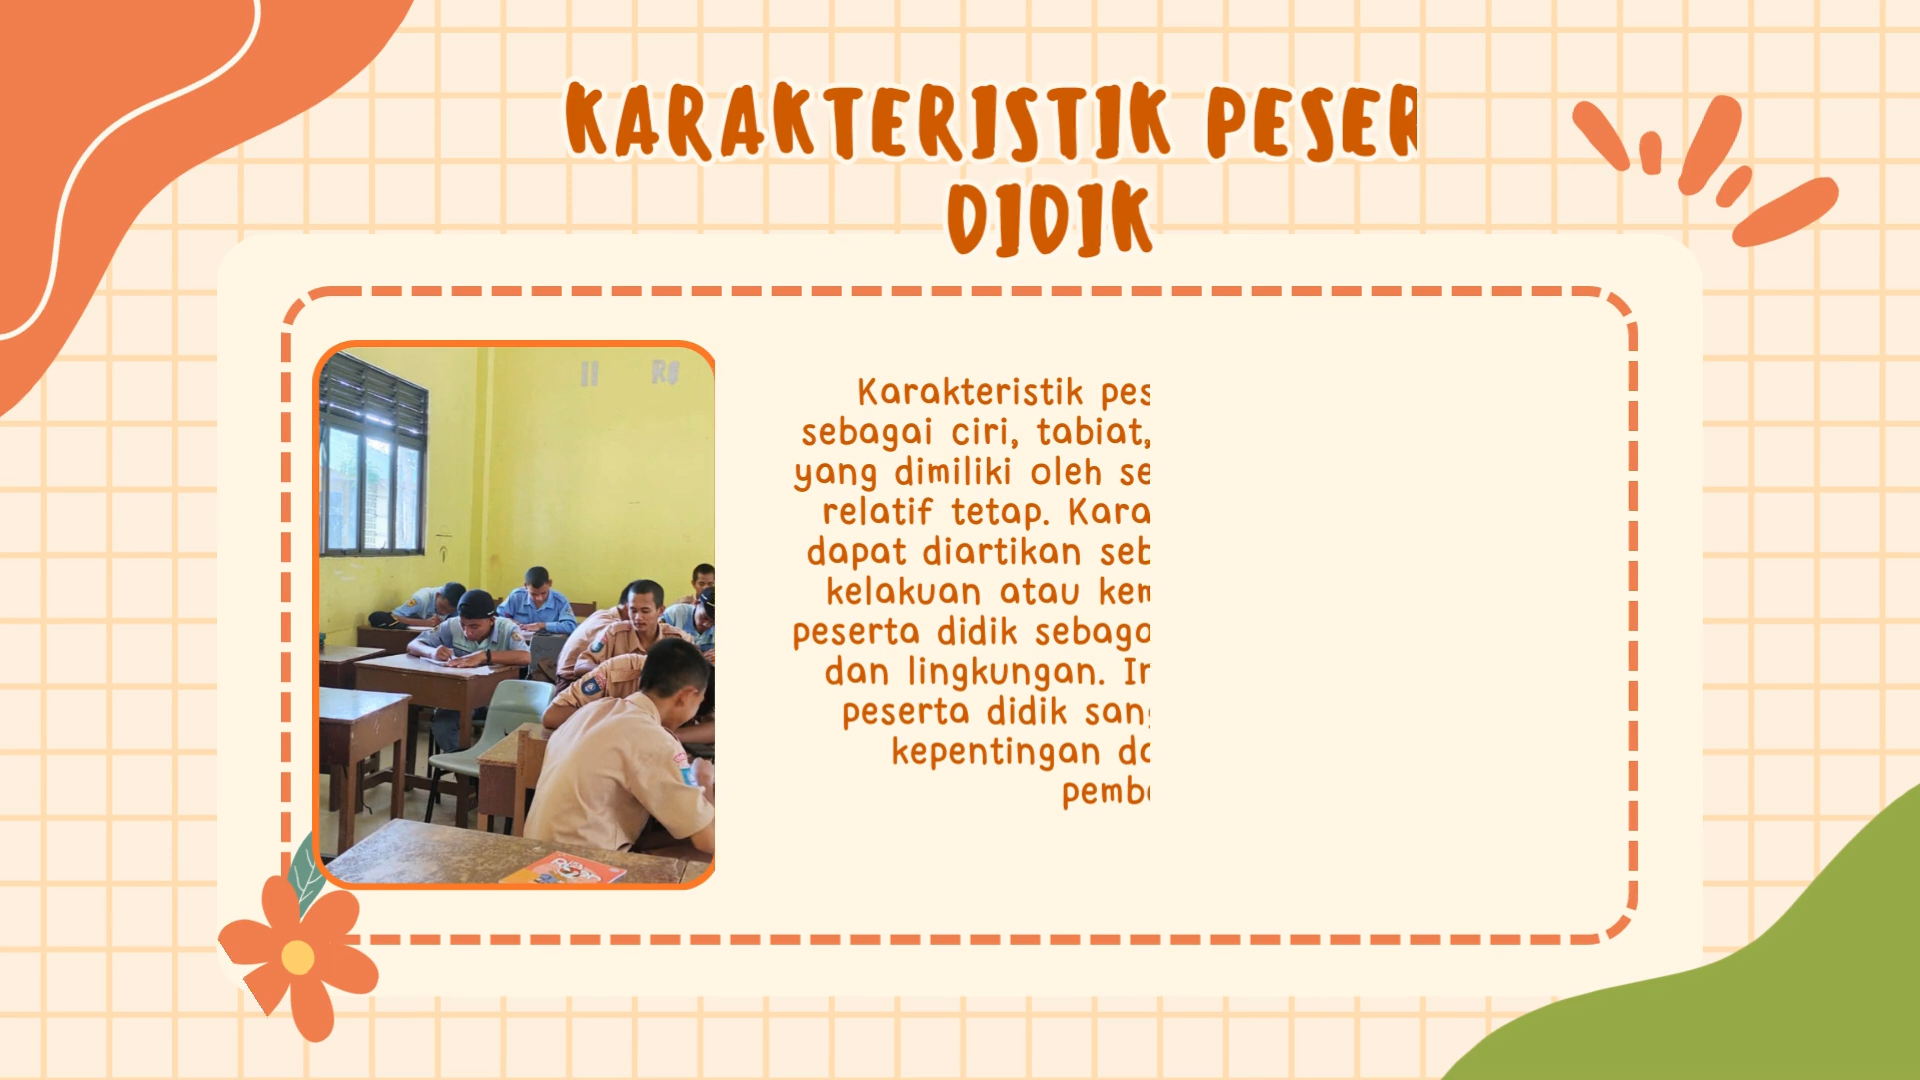 KARAKTERISTIK PESER
DIDIK
Karakteristik pes
sebagai ciri, tabiat,
yang dimiliki oleh se
relatif tetap. Kara
dapat diartikan seb
kelakuan atau kem
peserta didik sebaga
dan lingkungan. In
peserta didik sang
kepentingan da
pemb